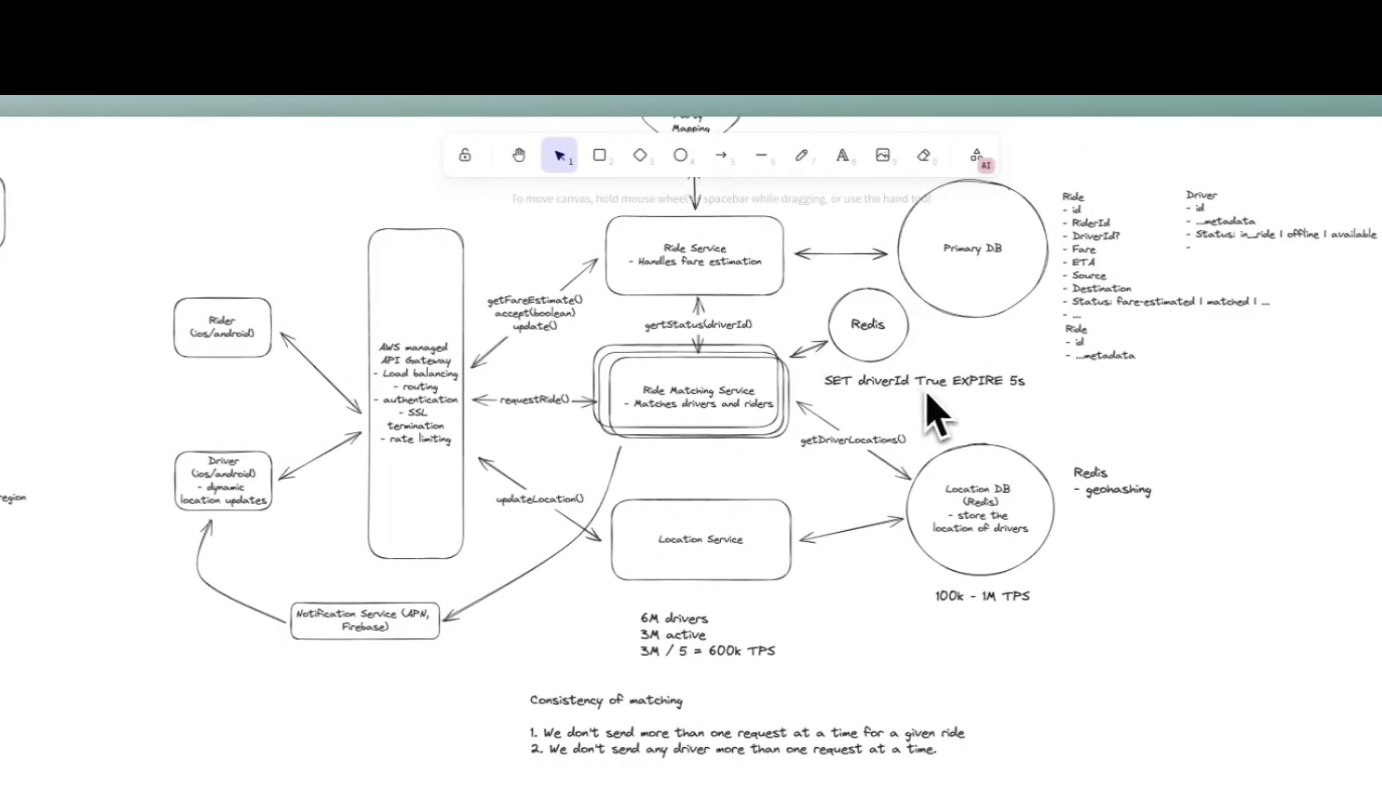 Mapping
1
2
3
4
5
6
7
8
9
0
AI
To move canvas, hold mouse wheel or spacebar while dragging, or use the hand tool
Ride Service
- Handles fare estimation
Primary DB
Ride
- id
- RiderId
- DriverId?
- Fare
- ETA
- Source
- Destination
- Status: fare-estimated | matched | ...
- ...
Ride
- id
- ...metadata
Driver
- id
- ...metadata
- Status: in_ride | offline | available
-
Rider
(ios/android)
getFareEstimate()
accept(boolean)
update()
gertStatus(driverId)
Redis
SET driverId True EXPIRE 5s
AWS managed
API Gateway
- Load balancing
- routing
- authentication
- SSL
termination
- rate limiting
requestRide()
Ride Matching Service
- Matches drivers and riders
getDriverLocations()
Driver
(ios/android)
- dynamic
location updates
region
updateLocation()
Location Service
Location DB
(Redis)
- store the
location of drivers
Redis
- geohashing
100k - 1M TPS
Notification Service (APN,
Firebase)
6M drivers
3M active
3M / 5 = 600k TPS
Consistency of matching
1. We don't send more than one request at a time for a given ride
2. We don't send any driver more than one request at a time.